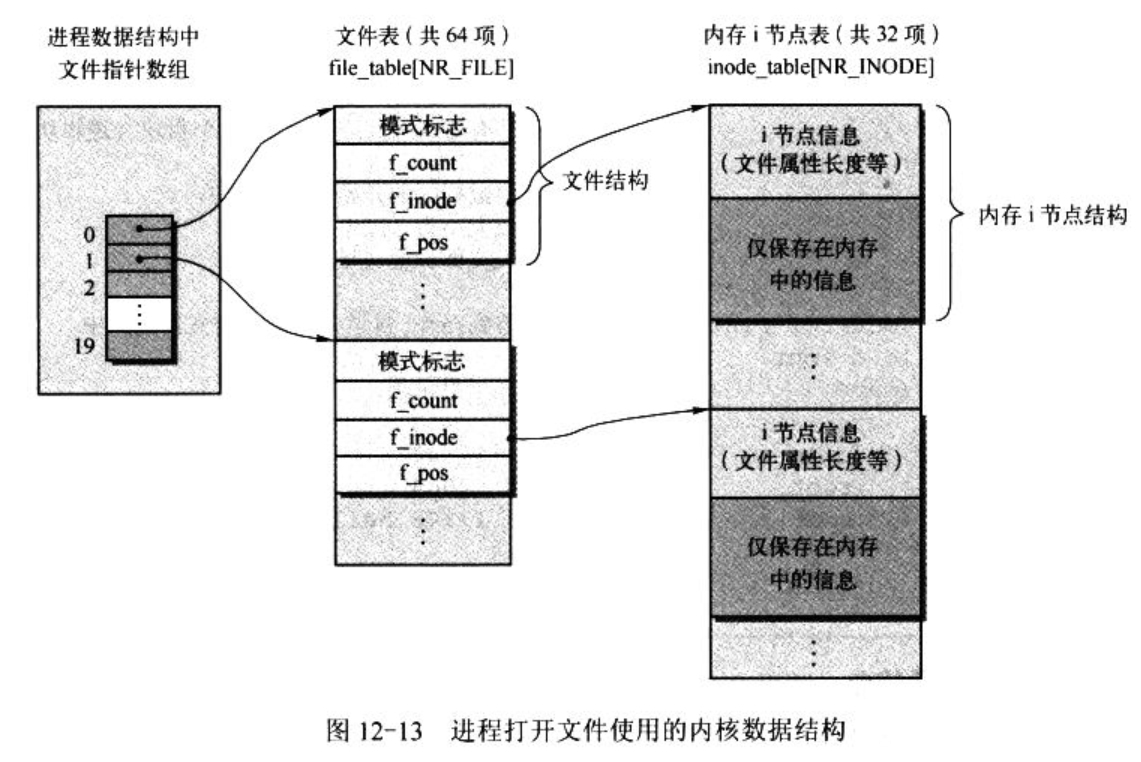 进程数据结构中
文件指针数组
0
1
2
⋮
19
文件表（共 64 项）
file_table[NR_FILE]
模式标志
f_count
f_inode
f_pos
文件结构
⋮
模式标志
f_count
f_inode
f_pos
⋮
内存 i 节点表（共 32 项）
inode_table[NR_INODE]
i 节点信息
（文件属性长度等）
仅保存在内存
中的信息
内存 i 节点结构
⋮
i 节点信息
（文件属性长度等）
仅保存在内存
中的信息
⋮
图 12-13 进程打开文件使用的内核数据结构